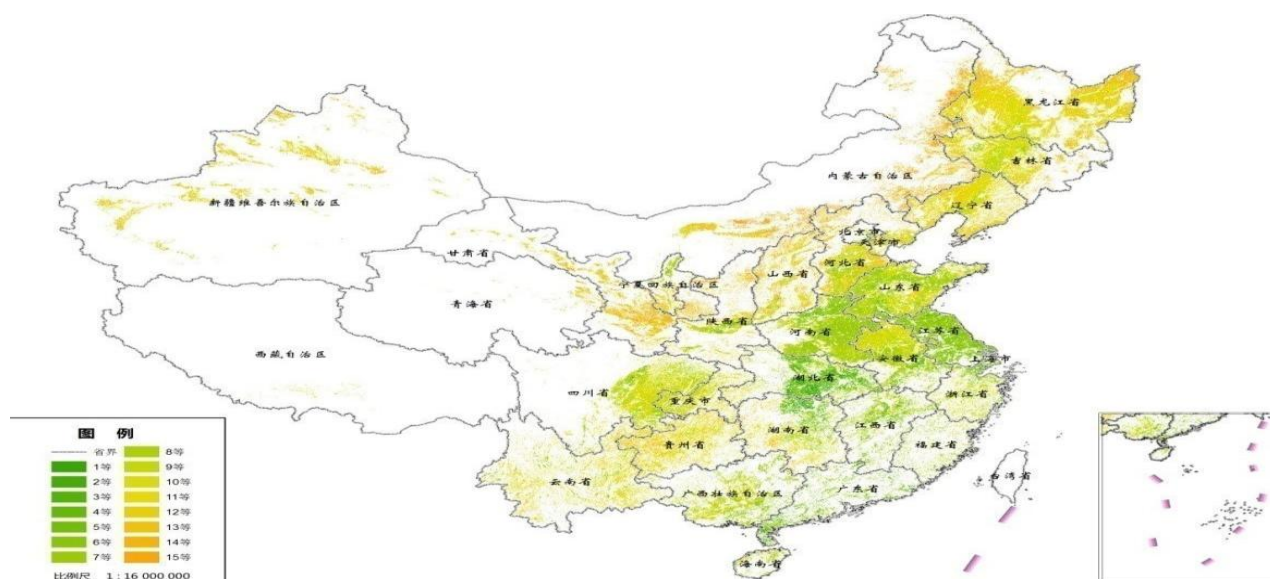 黑龙江省
吉林省
内蒙古自治区
辽宁省
新疆维吾尔族自治区
北京市
天津市
甘肃省
河北省
山西省
宁夏回族自治区
青海省
山东省
陕西省
河南省
江苏省
西藏自治区
安徽省
上海市
湖北省
四川省
重庆市
浙江省
湖南省
江西省
贵州省
福建省
云南省
台湾省
广西壮族自治区
广东省
海南省
图 例
省界
1等
2等
3等
4等
5等
6等
7等
8等
9等
10等
11等
12等
13等
14等
15等
比例尺 1:16 000 000